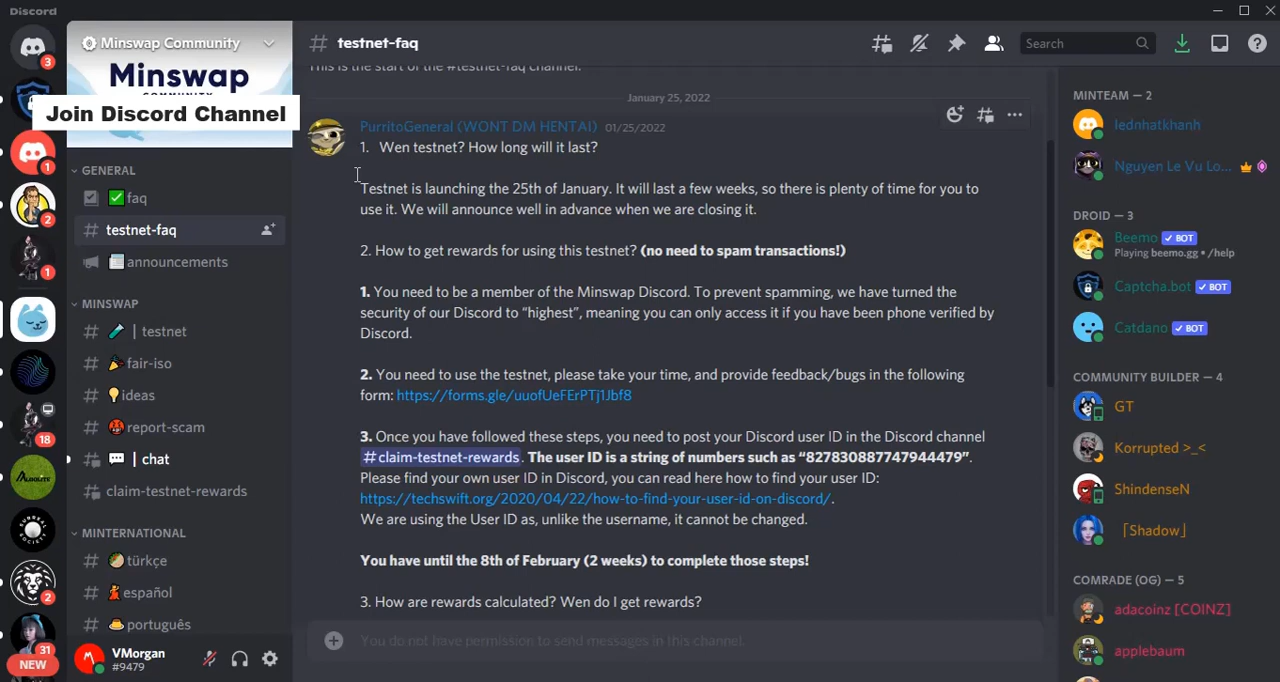 Discord
Minswap Community
Minswap
COMMUNITY
Join Discord Channel
GENERAL
faq
testnet-faq
announcements
MINSWAP
| testnet
fair-iso
ideas
report-scam
| chat
claim-testnet-rewards
MINTERNATIONAL
türkçe
español
português
VMorgan
#9479
3
1
2
1
18
2
31
NEW
# testnet-faq
Search
This is the start of the #testnet-faq channel.
January 25, 2022
PurritoGeneral (WONT DM HENTAI) 01/25/2022
1. Wen testnet? How long will it last?
Testnet is launching the 25th of January. It will last a few weeks, so there is plenty of time for you to
use it. We will announce well in advance when we are closing it.
2. How to get rewards for using this testnet? (no need to spam transactions!)
1. You need to be a member of the Minswap Discord. To prevent spamming, we have turned the
security of our Discord to “highest”, meaning you can only access it if you have been phone verified by
Discord.
2. You need to use the testnet, please take your time, and provide feedback/bugs in the following
form: https://forms.gle/uuofUeFErPTj1Jbf8
3. Once you have followed these steps, you need to post your Discord user ID in the Discord channel
# claim-testnet-rewards. The user ID is a string of numbers such as “827830887747944479”.
Please find your own user ID in Discord, you can read here how to find your user ID:
https://techswift.org/2020/04/22/how-to-find-your-user-id-on-discord/.
We are using the User ID as, unlike the username, it cannot be changed.
You have until the 8th of February (2 weeks) to complete those steps!
3. How are rewards calculated? Wen do I get rewards?
You do not have permission to send messages in this channel.
MINTEAM — 2
lednhatkhanh
Nguyen Le Vu Lo...
DROID — 3
Beemo ✓ BOT
Playing beemo.gg • /help
Captcha.bot ✓ BOT
Catdano ✓ BOT
COMMUNITY BUILDER — 4
GT
Korrupted >_<
ShindenseN
「Shadow」
COMRADE (OG) — 5
adacoinz [COINZ]
applebaum